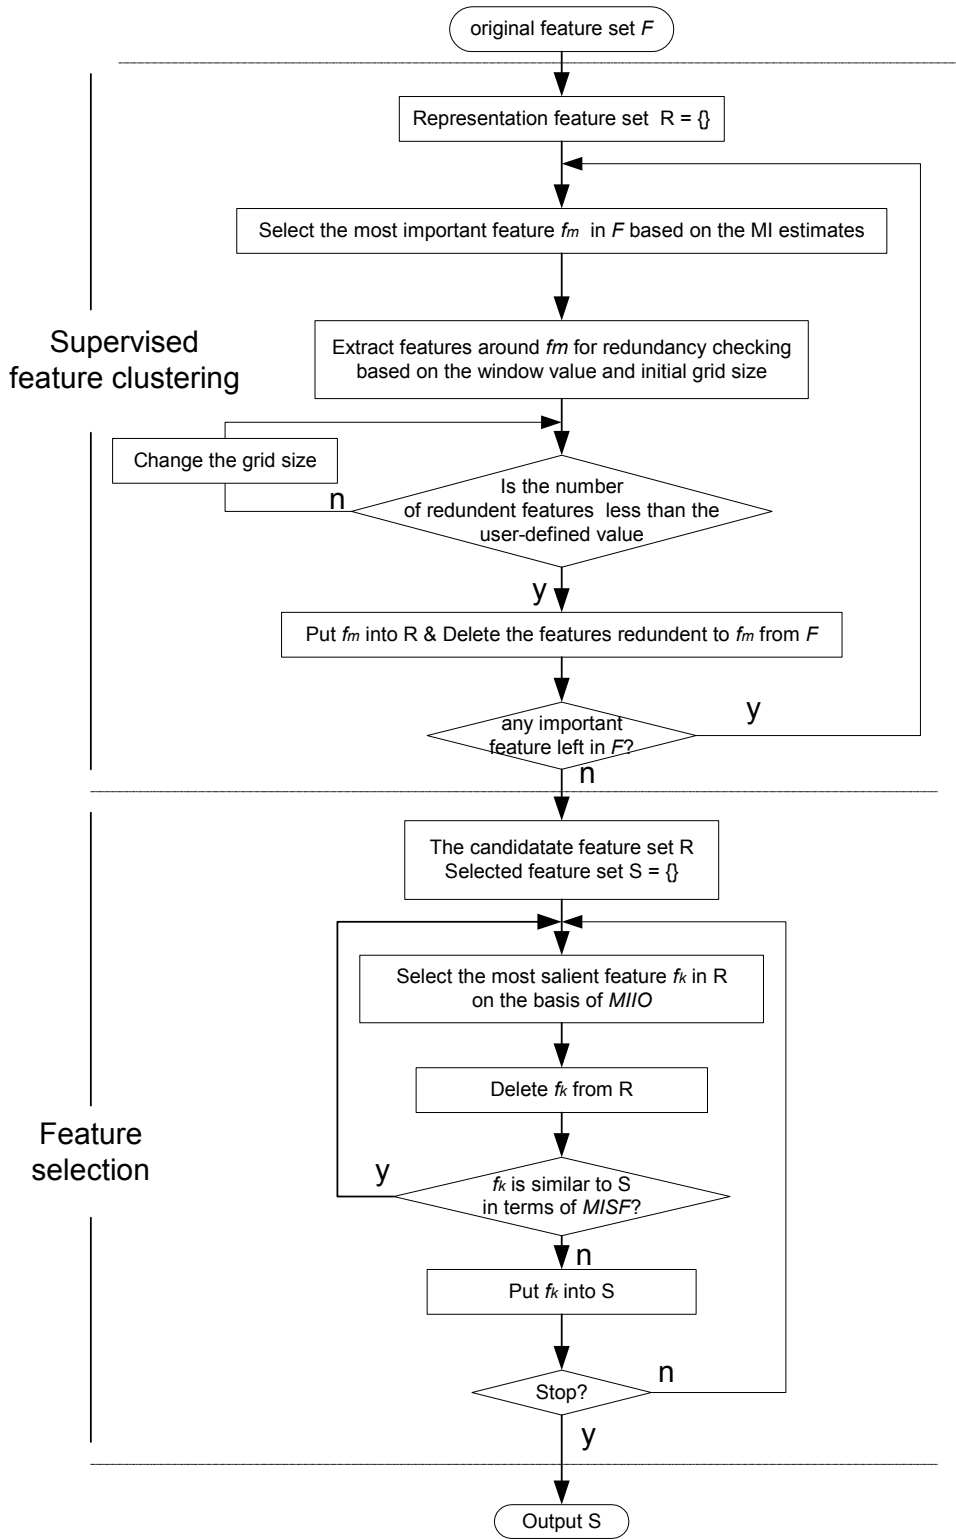 original feature set F
Representation feature set R = {}
Select the most important feature fm in F based on the MI estimates
Supervised
feature clustering
Extract features around fm for redundancy checking
based on the window value and initial grid size
Change the grid size
n
Is the number
of redundent features less than the
user-defined value
y
Put fm into R & Delete the features redundent to fm from F
any important
feature left in F?
y
n
The candidatate feature set R
Selected feature set S = {}
Select the most salient feature fk in R
on the basis of MIIO
Delete fk from R
Feature
selection
y
fk is similar to S
in terms of MISF?
n
Put fk into S
Stop?
n
y
Output S